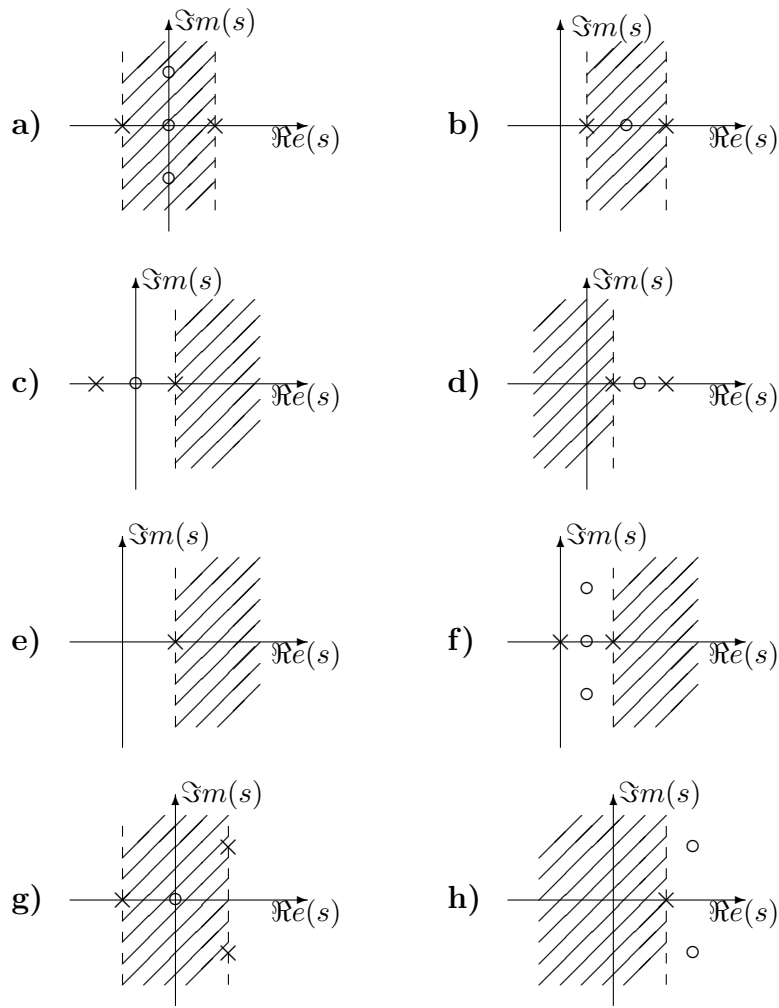 ℑm(s)
ℑm(s)
a)
ℜe(s)
b)
ℜe(s)
ℑm(s)
ℑm(s)
c)
ℜe(s)
d)
ℜe(s)
ℑm(s)
ℑm(s)
e)
ℜe(s)
f)
ℜe(s)
ℑm(s)
ℑm(s)
g)
ℜe(s)
h)
ℜe(s)